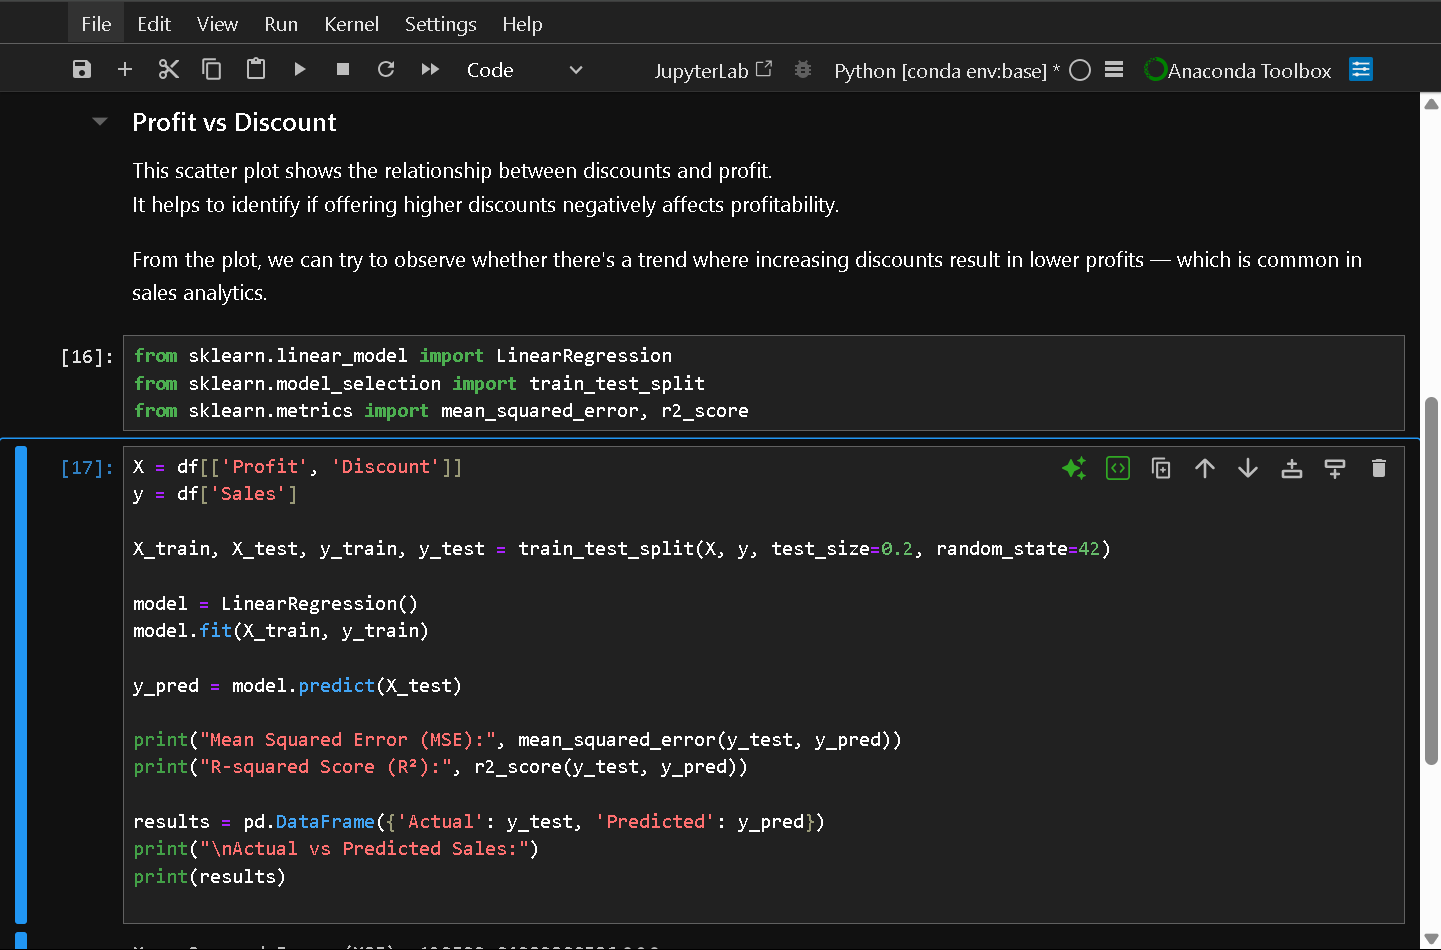 File Edit View Run Kernel Settings Help
Code JupyterLab Python [conda env:base] * Anaconda Toolbox
Profit vs Discount
This scatter plot shows the relationship between discounts and profit.
It helps to identify if offering higher discounts negatively affects profitability.
From the plot, we can try to observe whether there's a trend where increasing discounts result in lower profits — which is common in
sales analytics.
[16]: from sklearn.linear_model import LinearRegression
from sklearn.model_selection import train_test_split
from sklearn.metrics import mean_squared_error, r2_score
[17]: X = df[['Profit', 'Discount']]
y = df['Sales']
X_train, X_test, y_train, y_test = train_test_split(X, y, test_size=0.2, random_state=42)
model = LinearRegression()
model.fit(X_train, y_train)
y_pred = model.predict(X_test)
print("Mean Squared Error (MSE):", mean_squared_error(y_test, y_pred))
print("R-squared Score (R²):", r2_score(y_test, y_pred))
results = pd.DataFrame({'Actual': y_test, 'Predicted': y_pred})
print("\nActual vs Predicted Sales:")
print(results)